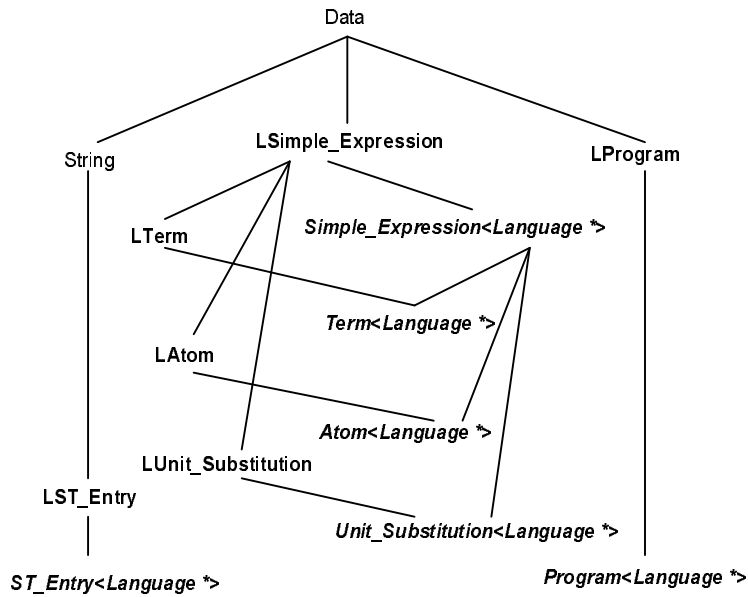 Data
String
LSimple_Expression
LProgram
LTerm
Simple_Expression<Language *>
Term<Language *>
LAtom
Atom<Language *>
LUnit_Substitution
LST_Entry
Unit_Substitution<Language *>
ST_Entry<Language *>
Program<Language *>